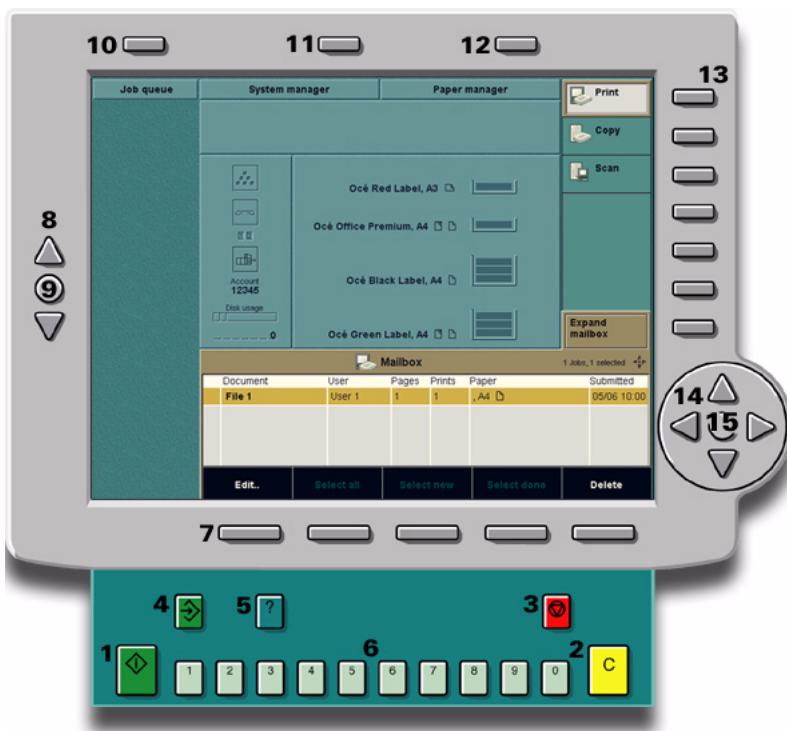 10 11 12
13
Job queue System manager Paper manager Print
Copy
Scan
Océ Red Label, A3
Océ Office Premium, A4
8
9
Account
12345
Océ Black Label, A4
Disk usage
0
Océ Green Label, A4
Expand
mailbox
Mailbox 1 Jobs, 1 selected
Document User Pages Prints Paper Submitted
File 1 User 1 1 1 , A4 05/06 10:00
14
15
Edit.. Select all Select new Select done Delete
7
4 5 ? 3
1 6 2
1 2 3 4 5 6 7 8 9 0 C